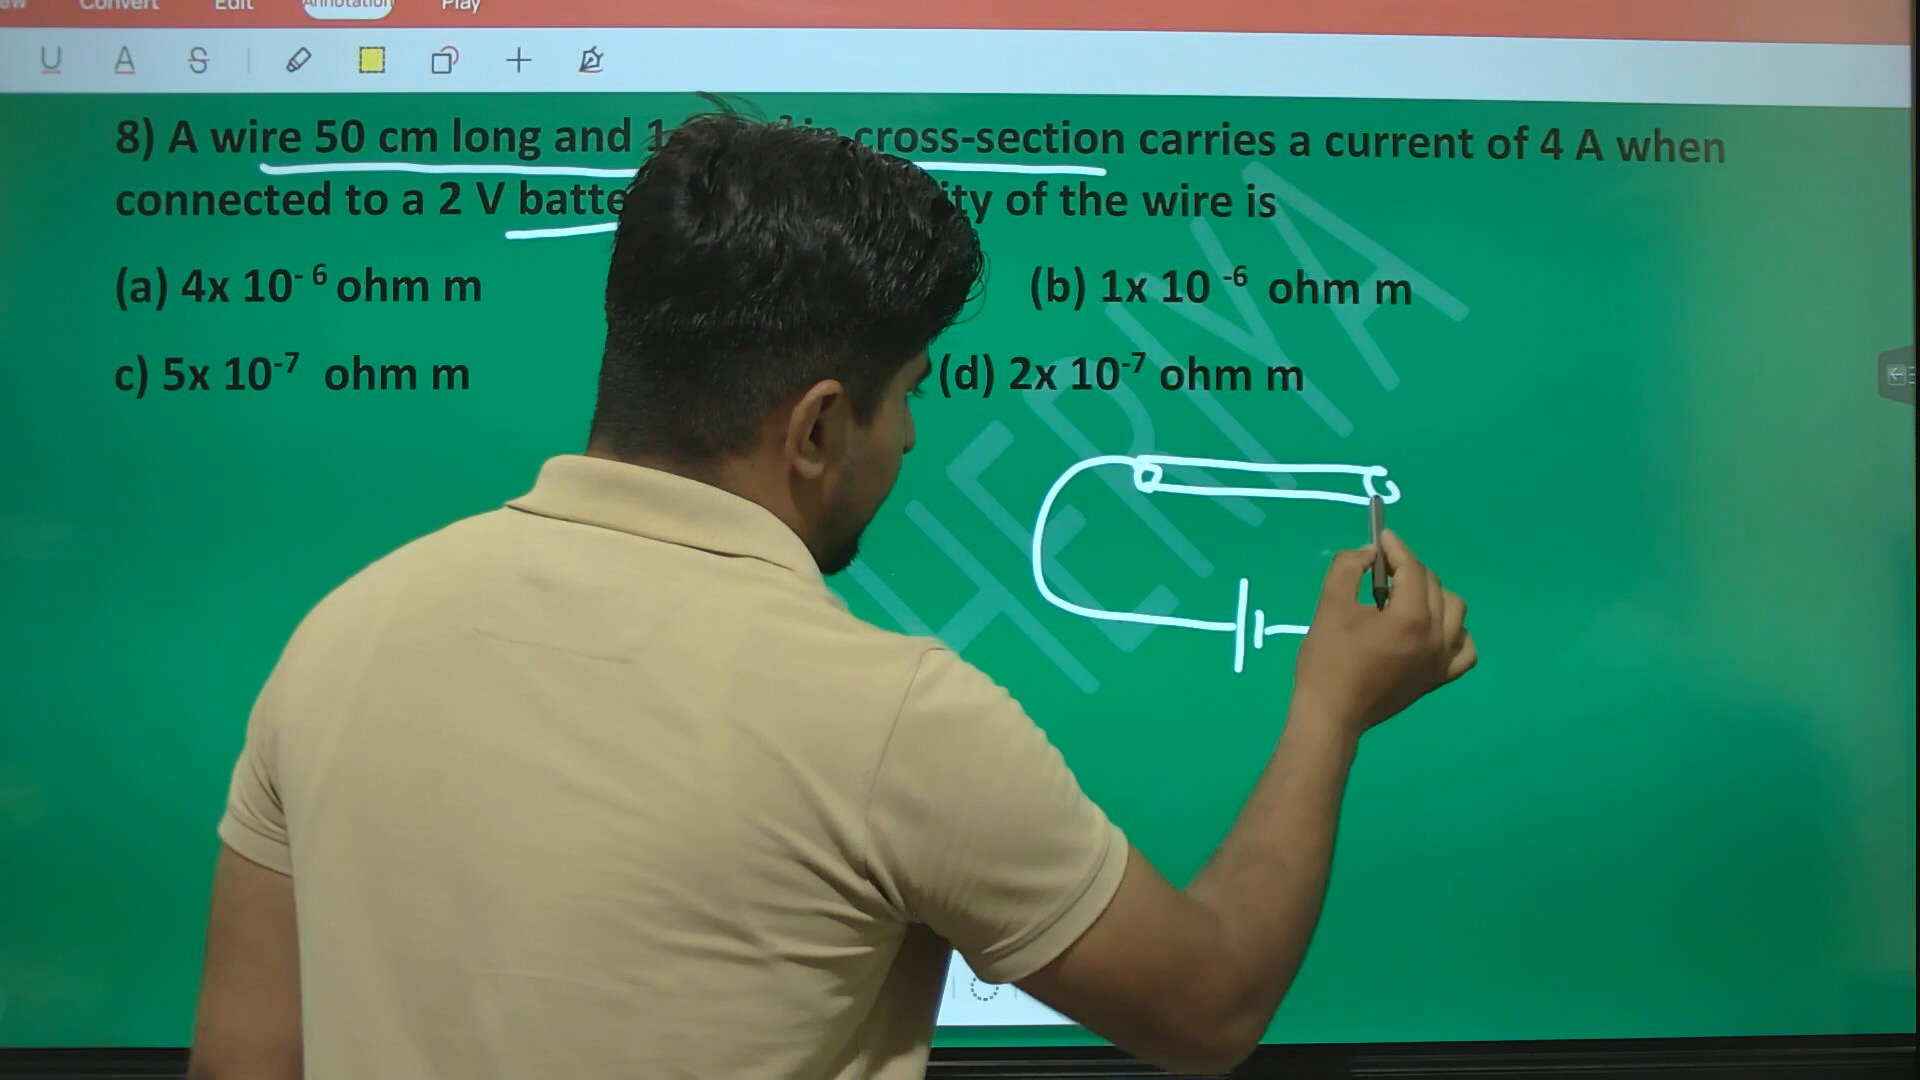 Convert Edit Annotation Play
U A S
8) A wire 50 cm long and 1 in cross-section carries a current of 4 A when
connected to a 2 V of the wire is
(a) 4x 10⁻⁶ ohm m (b) 1x 10⁻⁶ ohm m
c) 5x 10⁻⁷ ohm m (d) 2x 10⁻⁷ ohm m
HERIYA